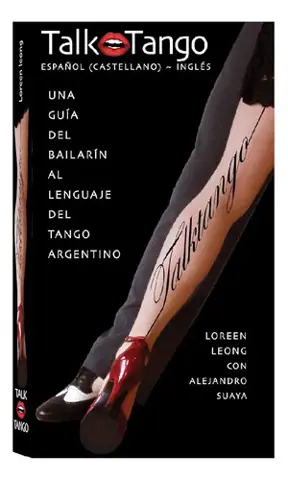 Talk Tango
ESPAÑOL (CASTELLANO) ~ INGLÉS
UNA
GUÍA
DEL
BAILARÍN
AL
LENGUAJE
DEL
TANGO
ARGENTINO
Talktango
LOREEN
LEONG
CON
ALEJANDRO
SUAYA
Loreen Leong
TALK
TANGO